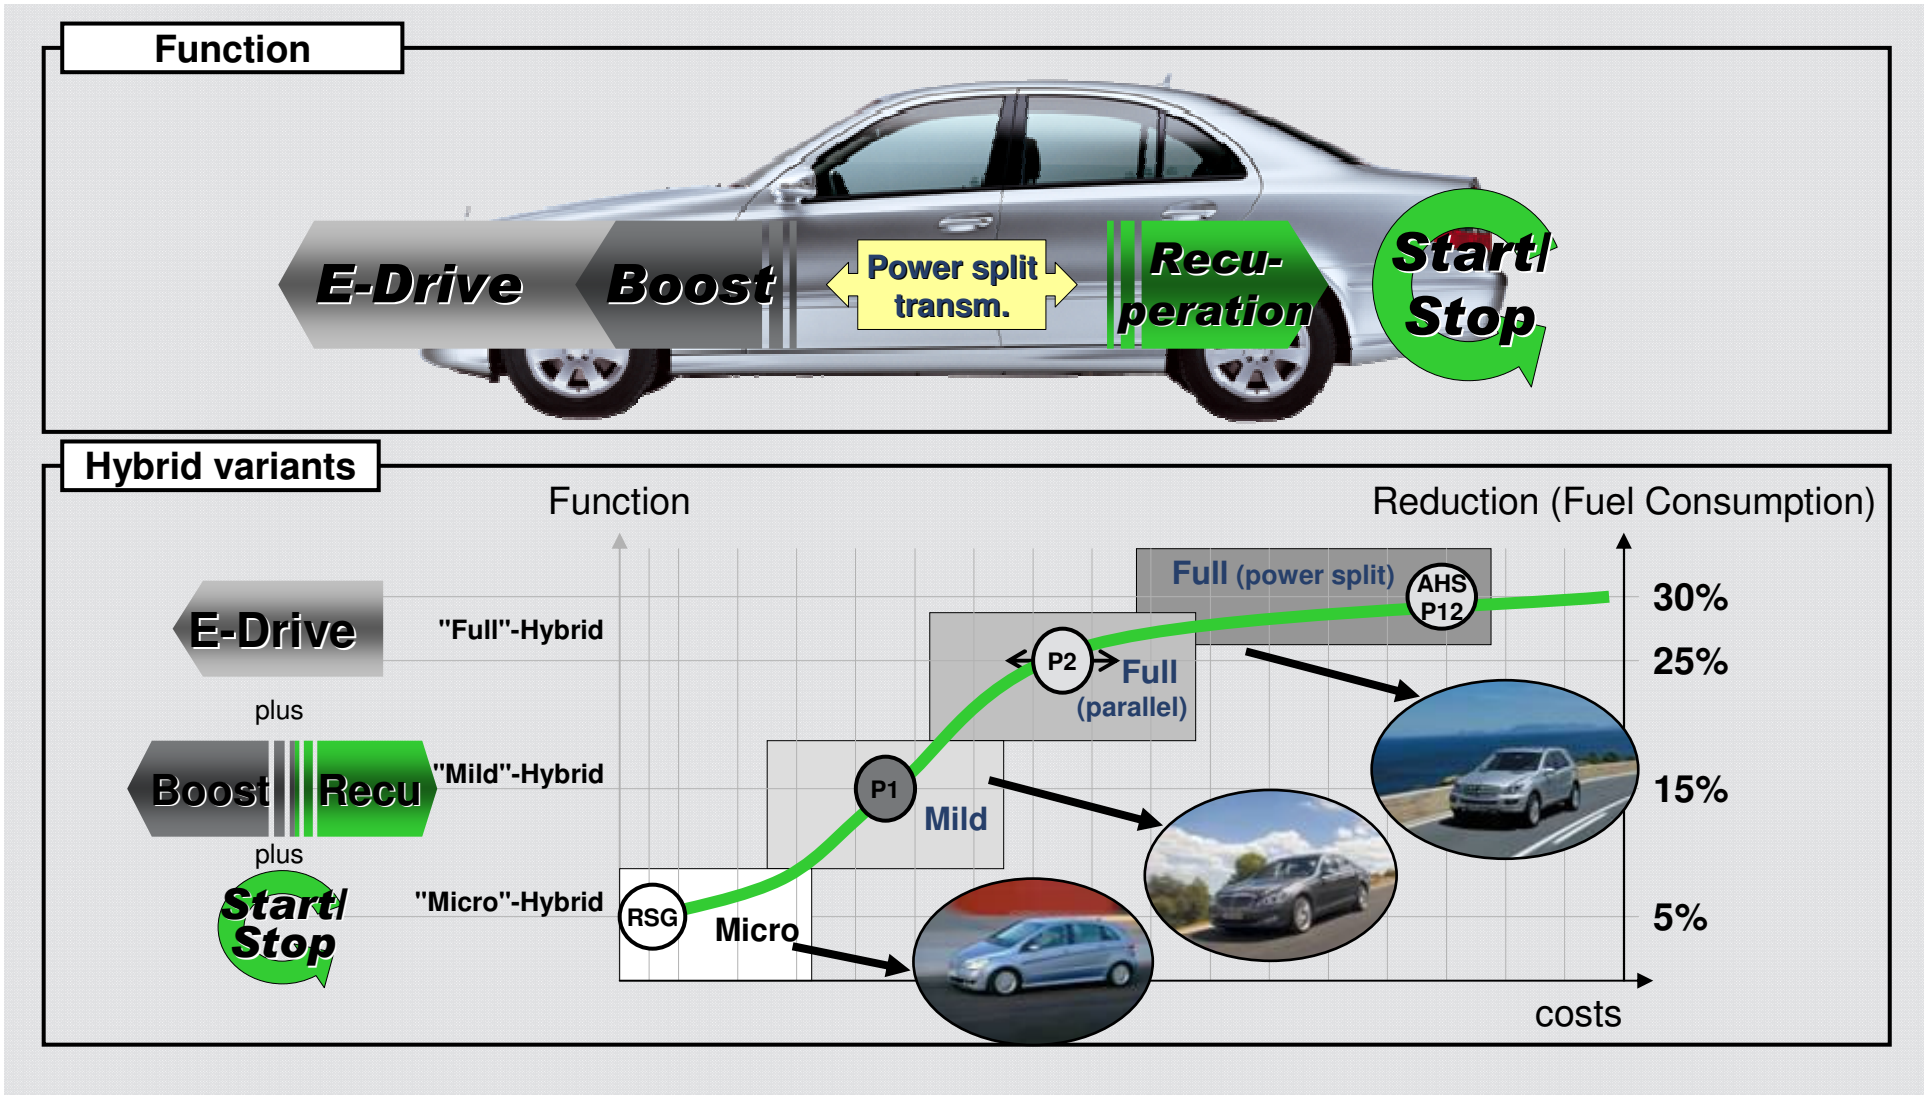 Function
E-Drive
Boost
Power split
transm.
Recu-
peration
Start/
Stop
Hybrid variants
Function
Reduction (Fuel Consumption)
E-Drive
"Full"-Hybrid
plus
Boost
Recu
"Mild"-Hybrid
plus
Start/
Stop
"Micro"-Hybrid
Full (power split)
AHS
P12
P2
Full
(parallel)
P1
Mild
RSG
Micro
30%
25%
15%
5%
costs